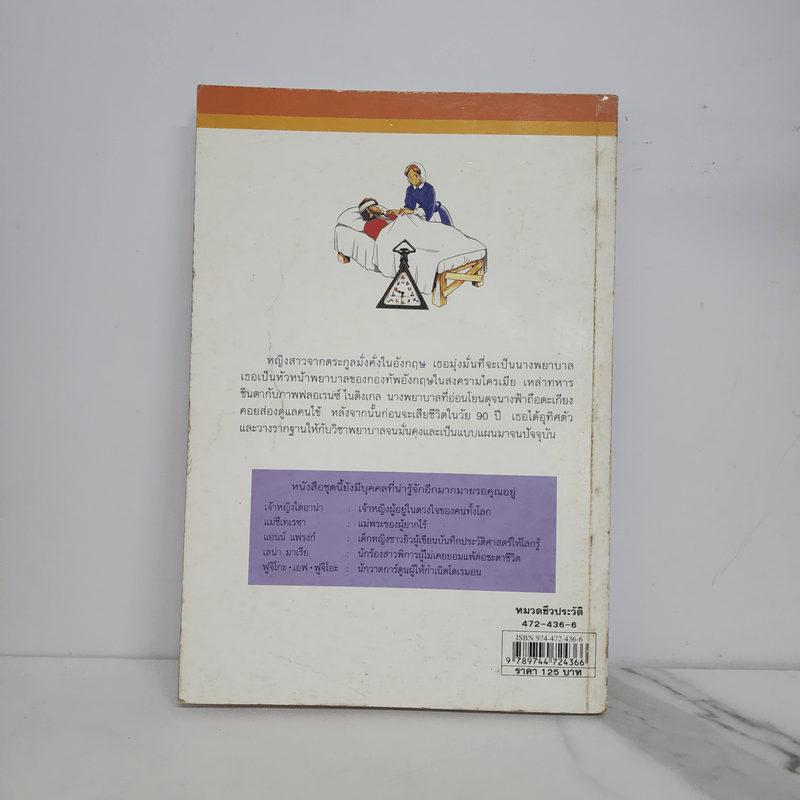 หญิงสาวจากตระกูลมั่งคั่งในอังกฤษ เธอมุ่งมั่นที่จะเป็นนางพยาบาล
เธอเป็นหัวหน้าพยาบาลของกองทัพอังกฤษในสงครามไครเมีย เหล่าทหาร
ชินตากับภาพฟลอเรนซ์ ไนติงเกล นางพยาบาลที่อ่อนโยนดุจนางฟ้าถือตะเกียง
คอยส่องดูแลคนไข้ หลังจากนั้นก่อนจะเสียชีวิตในวัย 90 ปี เธอได้อุทิศตัว
และวางรากฐานให้กับวิชาพยาบาลจนมั่นคงและเป็นแบบแผนมาจนปัจจุบัน
หนังสือชุดนี้ยังมีบุคคลที่น่ารู้จักอีกมากมายรอคุณอยู่
เจ้าหญิงไดอาน่า : เจ้าหญิงผู้อยู่ในดวงใจของคนทั้งโลก
แม่ชีเทเรซา : แม่พระของผู้ยากไร้
แอนน์ แฟรงก์ : เด็กหญิงชาวยิวผู้เขียนบันทึกประวัติศาสตร์ให้โลกรู้
เลน่า มาเรีย : นักร้องสาวพิการผู้ไม่เคยยอมแพ้ต่อชะตาชีวิต
ฟุจิโกะ・เอฟ・ฟุจิโอะ : นักวาดการ์ตูนผู้ให้กำเนิดโดเรมอน
หมวดชีวประวัติ
472-436-6
ISBN 974-472-436-6
9 789744 724366
ราคา 125 บาท